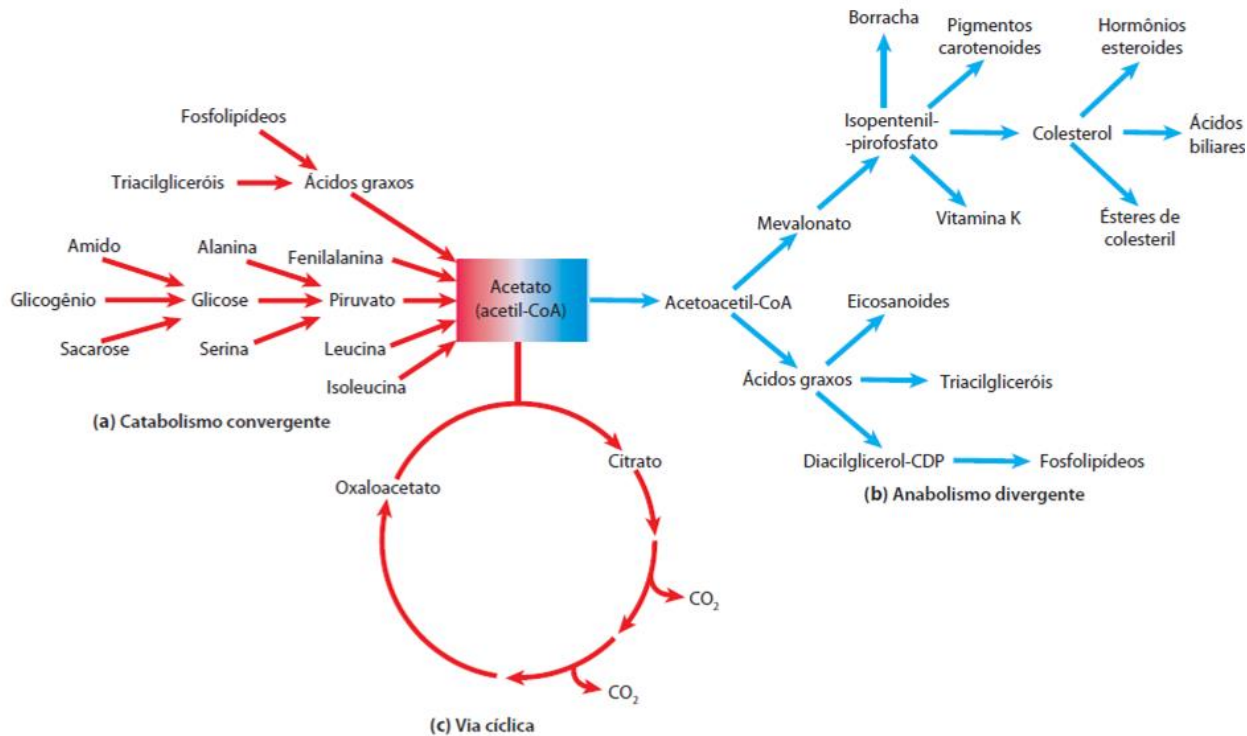 Borracha
Pigmentos
carotenoides
Hormônios
esteroides
Fosfolipídeos
Isopentenil-
-pirofosfato
Colesterol
Ácidos
biliares
Triacilgliceróis
Ácidos graxos
Mevalonato
Vitamina K
Ésteres de
colesteril
Amido
Alanina
Fenilalanina
Glicogênio
Glicose
Piruvato
Acetato
(acetil-CoA)
Acetoacetil-CoA
Eicosanoides
Sacarose
Serina
Leucina
Isoleucina
Ácidos graxos
Triacilgliceróis
(a) Catabolismo convergente
Citrato
Diacilglicerol-CDP
Fosfolipídeos
Oxaloacetato
(b) Anabolismo divergente
CO₂
CO₂
(c) Via cíclica